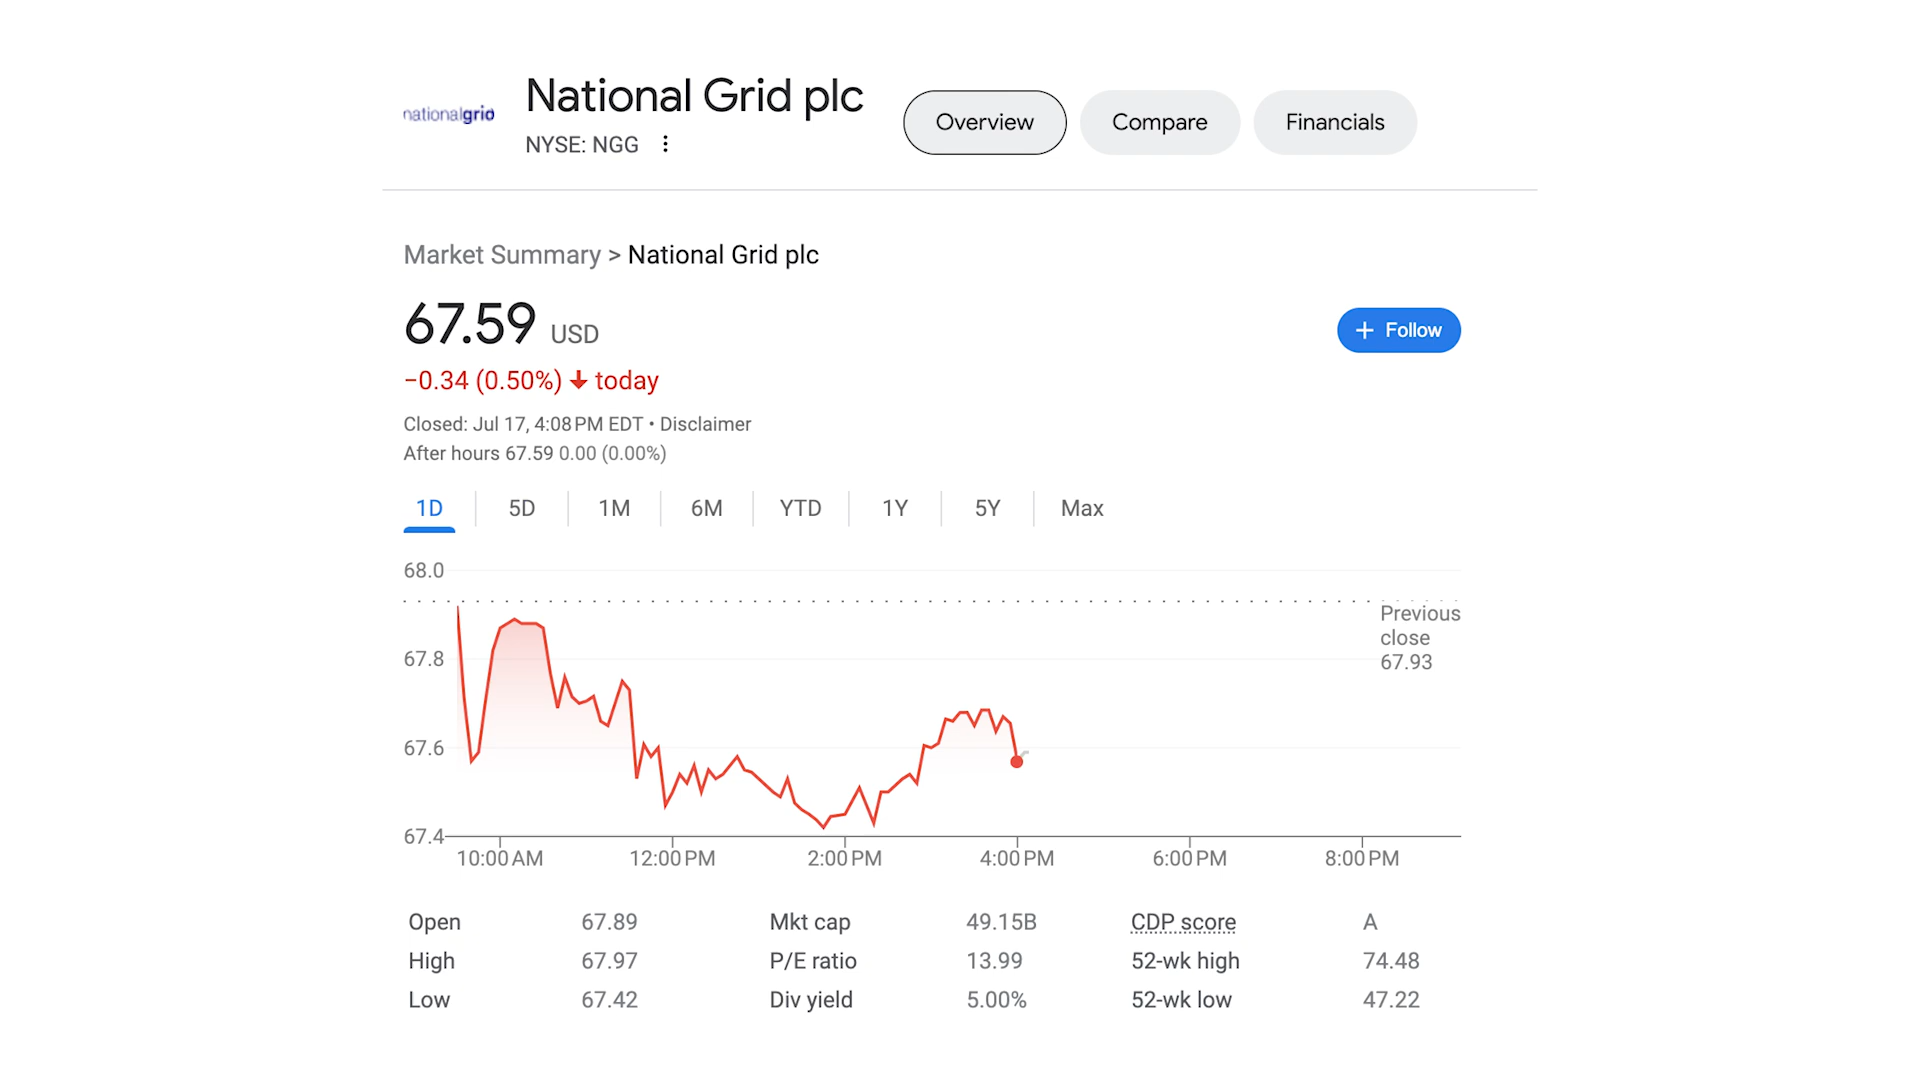 nationalgrid
National Grid plc
NYSE: NGG
Overview
Compare
Financials
Market Summary > National Grid plc
67.59 USD
−0.34 (0.50%) today
Follow
Closed: Jul 17, 4:08 PM EDT • Disclaimer
After hours 67.59 0.00 (0.00%)
1D 5D 1M 6M YTD 1Y 5Y Max
68.0
67.8
67.6
67.4
Previous
close
67.93
10:00 AM 12:00 PM 2:00 PM 4:00 PM 6:00 PM 8:00 PM
Open 67.89 Mkt cap 49.15B CDP score A
High 67.97 P/E ratio 13.99 52-wk high 74.48
Low 67.42 Div yield 5.00% 52-wk low 47.22